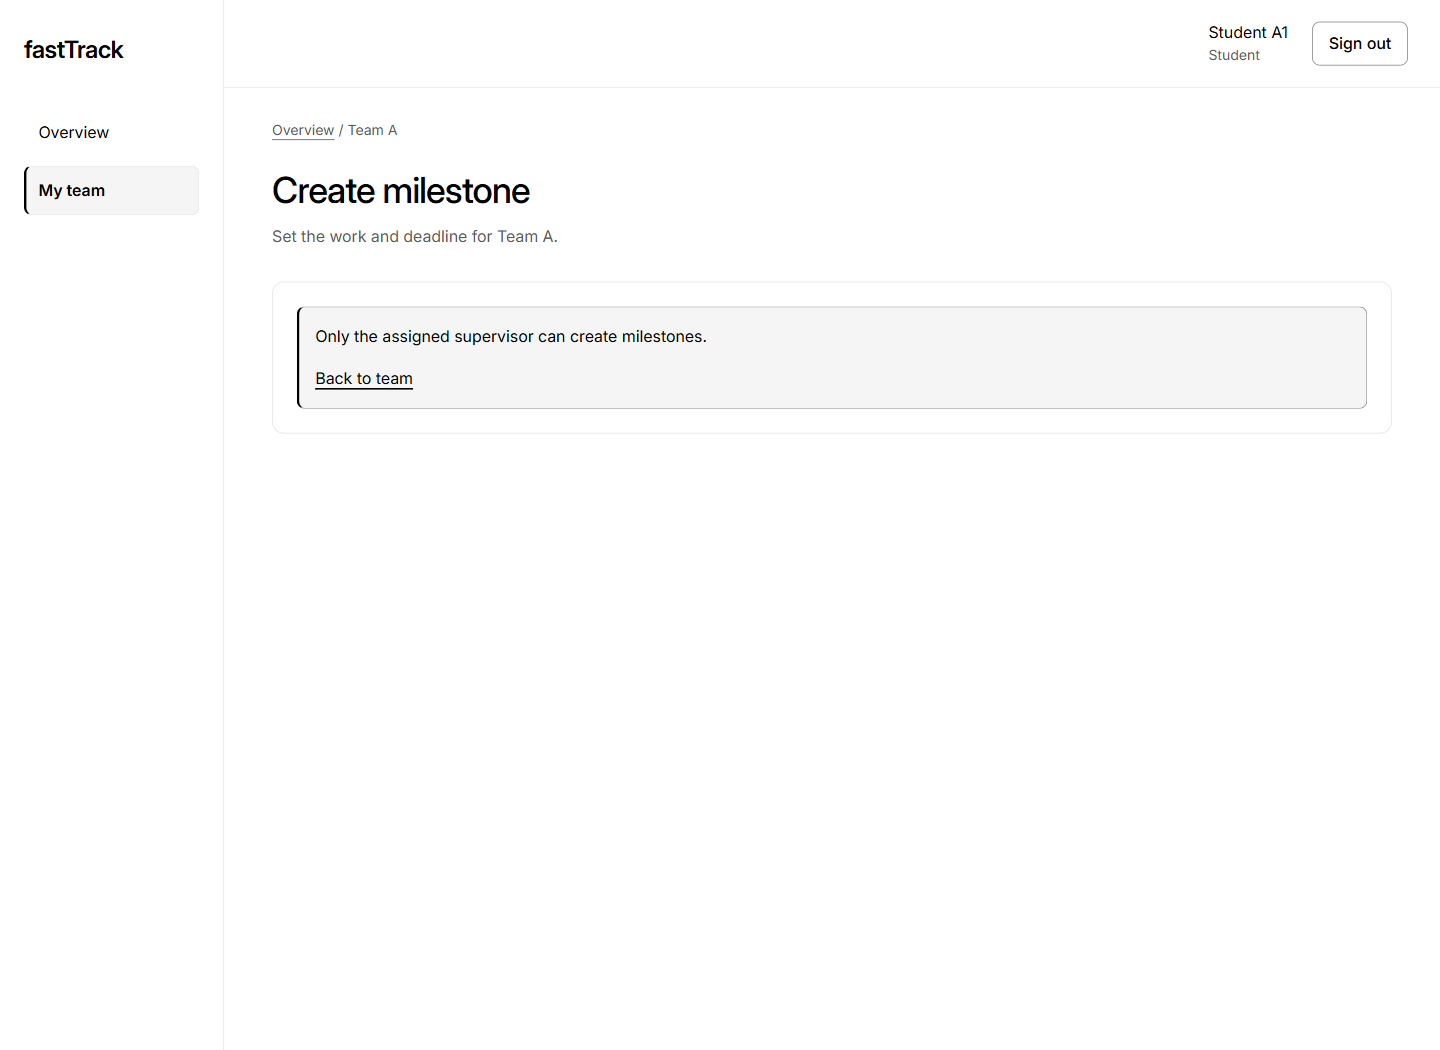 fastTrack
Student A1
Student
Sign out
Overview
My team
Overview / Team A
Create milestone
Set the work and deadline for Team A.
Only the assigned supervisor can create milestones.
Back to team